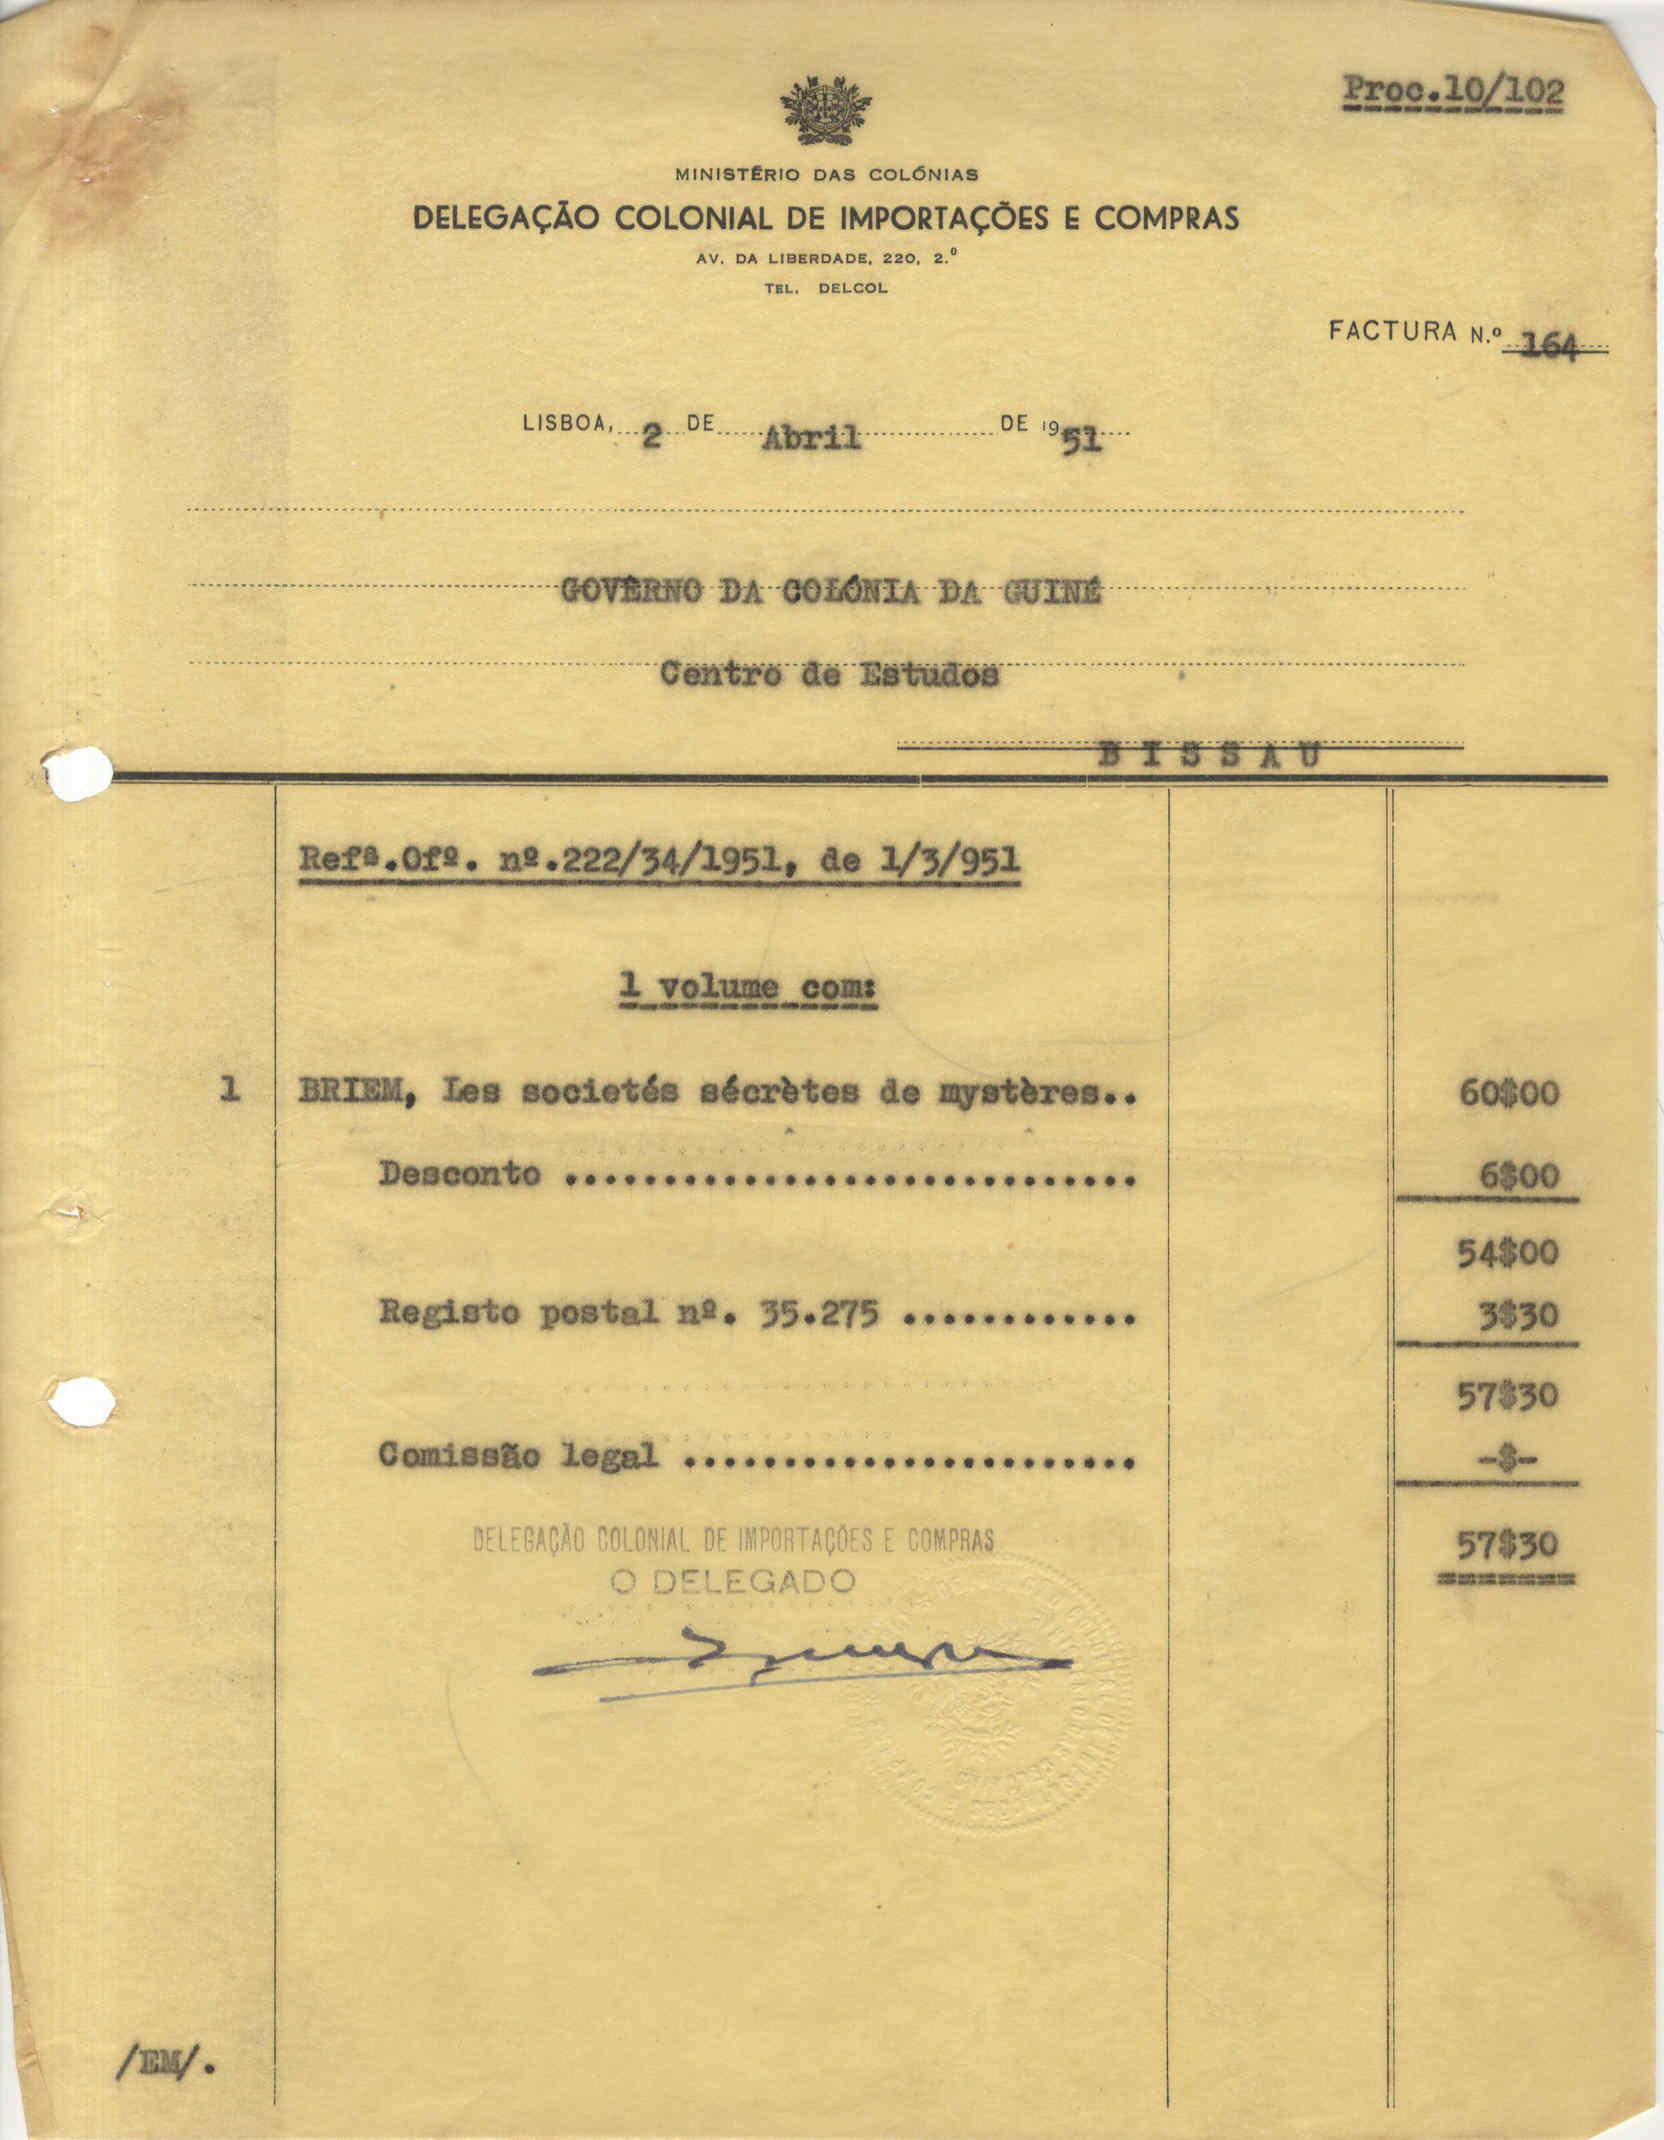 Proc.10/102
MINISTÉRIO DAS COLÓNIAS
DELEGAÇÃO COLONIAL DE IMPORTAÇÕES E COMPRAS
AV. DA LIBERDADE, 220, 2.º
TEL. DELCOL
FACTURA N.º 164
LISBOA, 2 DE Abril DE 1951
GOVÊRNO DA COLÓNIA DA GUINÉ
Centro de Estudos
BISSAU
Refª.Ofº. nº.222/34/1951, de 1/3/951
1 volume com:
1 BRIEM, Les societés sécrètes de mystères.. 60$00
Desconto ............................. 6$00
54$00
Registo postal nº. 35.275 ............ 3$30
57$30
Comissão legal ....................... -$-
57$30
DELEGAÇÃO COLONIAL DE IMPORTAÇÕES E COMPRAS
O DELEGADO
/EM/.